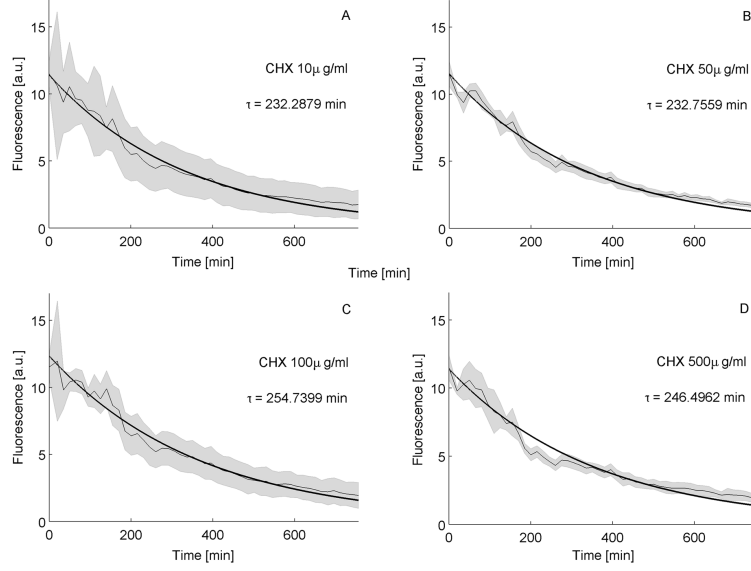 A
15
10
5
0
Fluorescence [a.u.]
CHX 10μ g/ml
τ = 232.2879 min
0 200 400 600
Time [min]
B
15
10
5
0
Fluorescence [a.u.]
CHX 50μ g/ml
τ = 232.7559 min
0 200 400 600
Time [min]
Time [min]
C
15
10
5
0
Fluorescence [a.u.]
CHX 100μ g/ml
τ = 254.7399 min
0 200 400 600
Time [min]
D
15
10
5
0
Fluorescence [a.u.]
CHX 500μ g/ml
τ = 246.4962 min
0 200 400 600
Time [min]